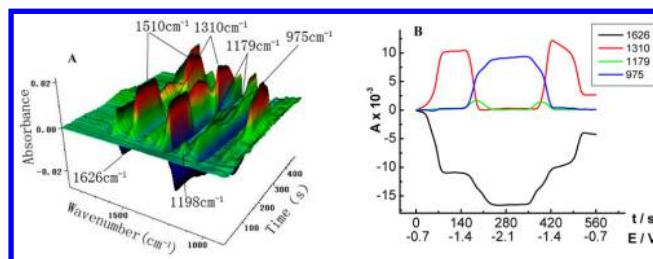 A
1510cm⁻¹
1310cm⁻¹
1179cm⁻¹
975cm⁻¹
0.02
0.00
-0.02
Absorbance
1626cm⁻¹
1198cm⁻¹
1500
1000
Wavenumber(cm⁻¹)
100
200
300
400
Time (s)
B
1626
1310
1179
975
10
5
0
-5
-10
-15
A x 10⁻³
0 140 280 420 560 t / s
-0.7 -1.4 -2.1 -1.4 -0.7 E / V